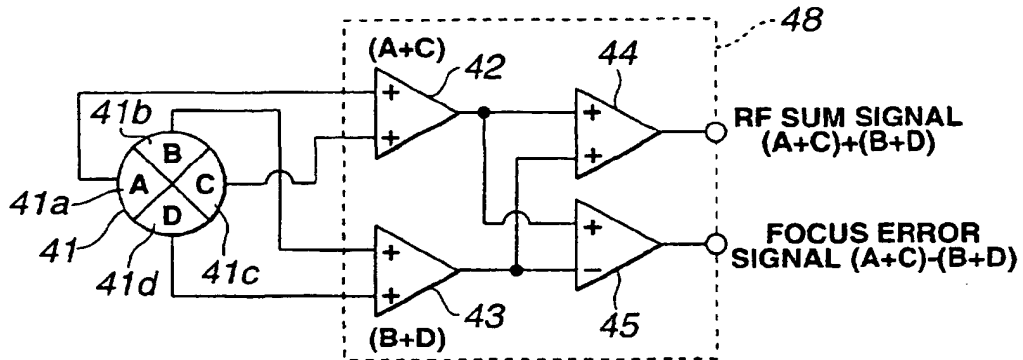 48
(A+C)
42
44
+
+
+
+
RF SUM SIGNAL
(A+C)+(B+D)
41b
B
A
C
D
41a
41
41d
41c
+
+
+
−
FOCUS ERROR
SIGNAL (A+C)-(B+D)
43
45
(B+D)